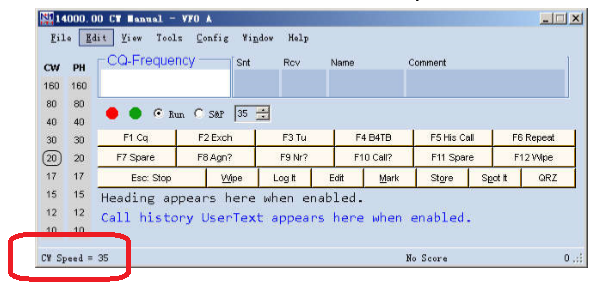 14000.00 CW Manual - VFO A
File Edit View Tools Config Window Help
CW PH CQ-Frequency Snt Rcv Name Comment
160 160
80 80
40 40 Run S&P 35
30 30 F1 Cq F2 Exch F3 Tu F4 B4TB F5 His Call F6 Repeat
20 20 F7 Spare F8 Agn? F9 Nr? F10 Call? F11 Spare F12 Wipe
17 17 Esc: Stop Wipe Log It Edit Mark Store Spot It QRZ
15 15 Heading appears here when enabled.
12 12 Call history UserText appears here when enabled.
10 10
CW Speed = 35 No Score 0